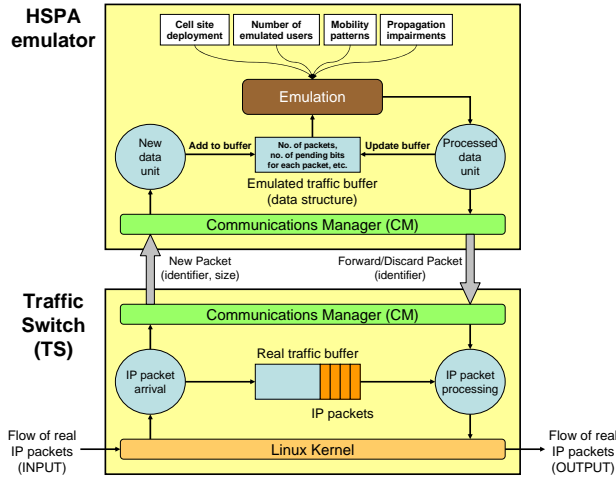 HSPA
emulator
Cell site
deployment
Number of
emulated users
Mobility
patterns
Propagation
impairments
Emulation
New
data
unit
Add to buffer
No. of packets,
no. of pending bits
for each packet, etc.
Update buffer
Processed
data
unit
Emulated traffic buffer
(data structure)
Communications Manager (CM)
New Packet
(identifier, size)
Forward/Discard Packet
(identifier)
Traffic
Switch
(TS)
Communications Manager (CM)
IP packet
arrival
Real traffic buffer
IP packets
IP packet
processing
Flow of real
IP packets
(INPUT)
Linux Kernel
Flow of real
IP packets
(OUTPUT)